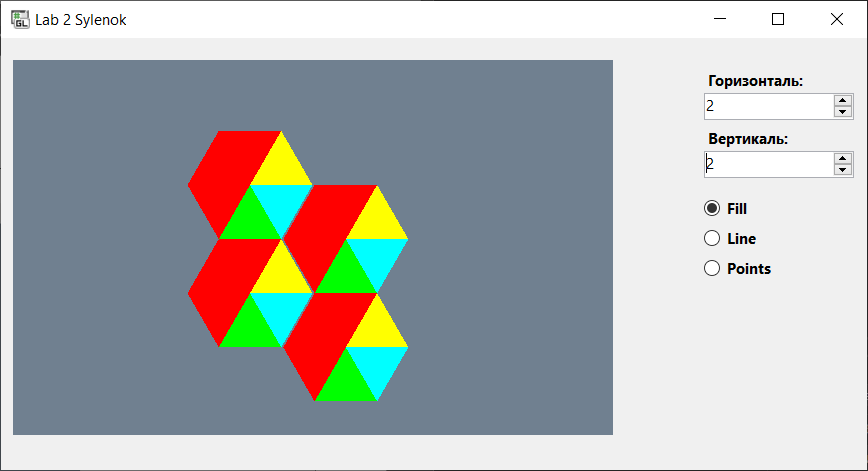 Lab 2 Sylenok
Горизонталь:
2
Вертикаль:
2
Fill
Line
Points